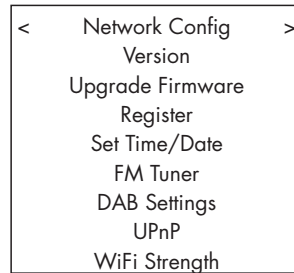 < Network Config >
Version
Upgrade Firmware
Register
Set Time/Date
FM Tuner
DAB Settings
UPnP
WiFi Strength